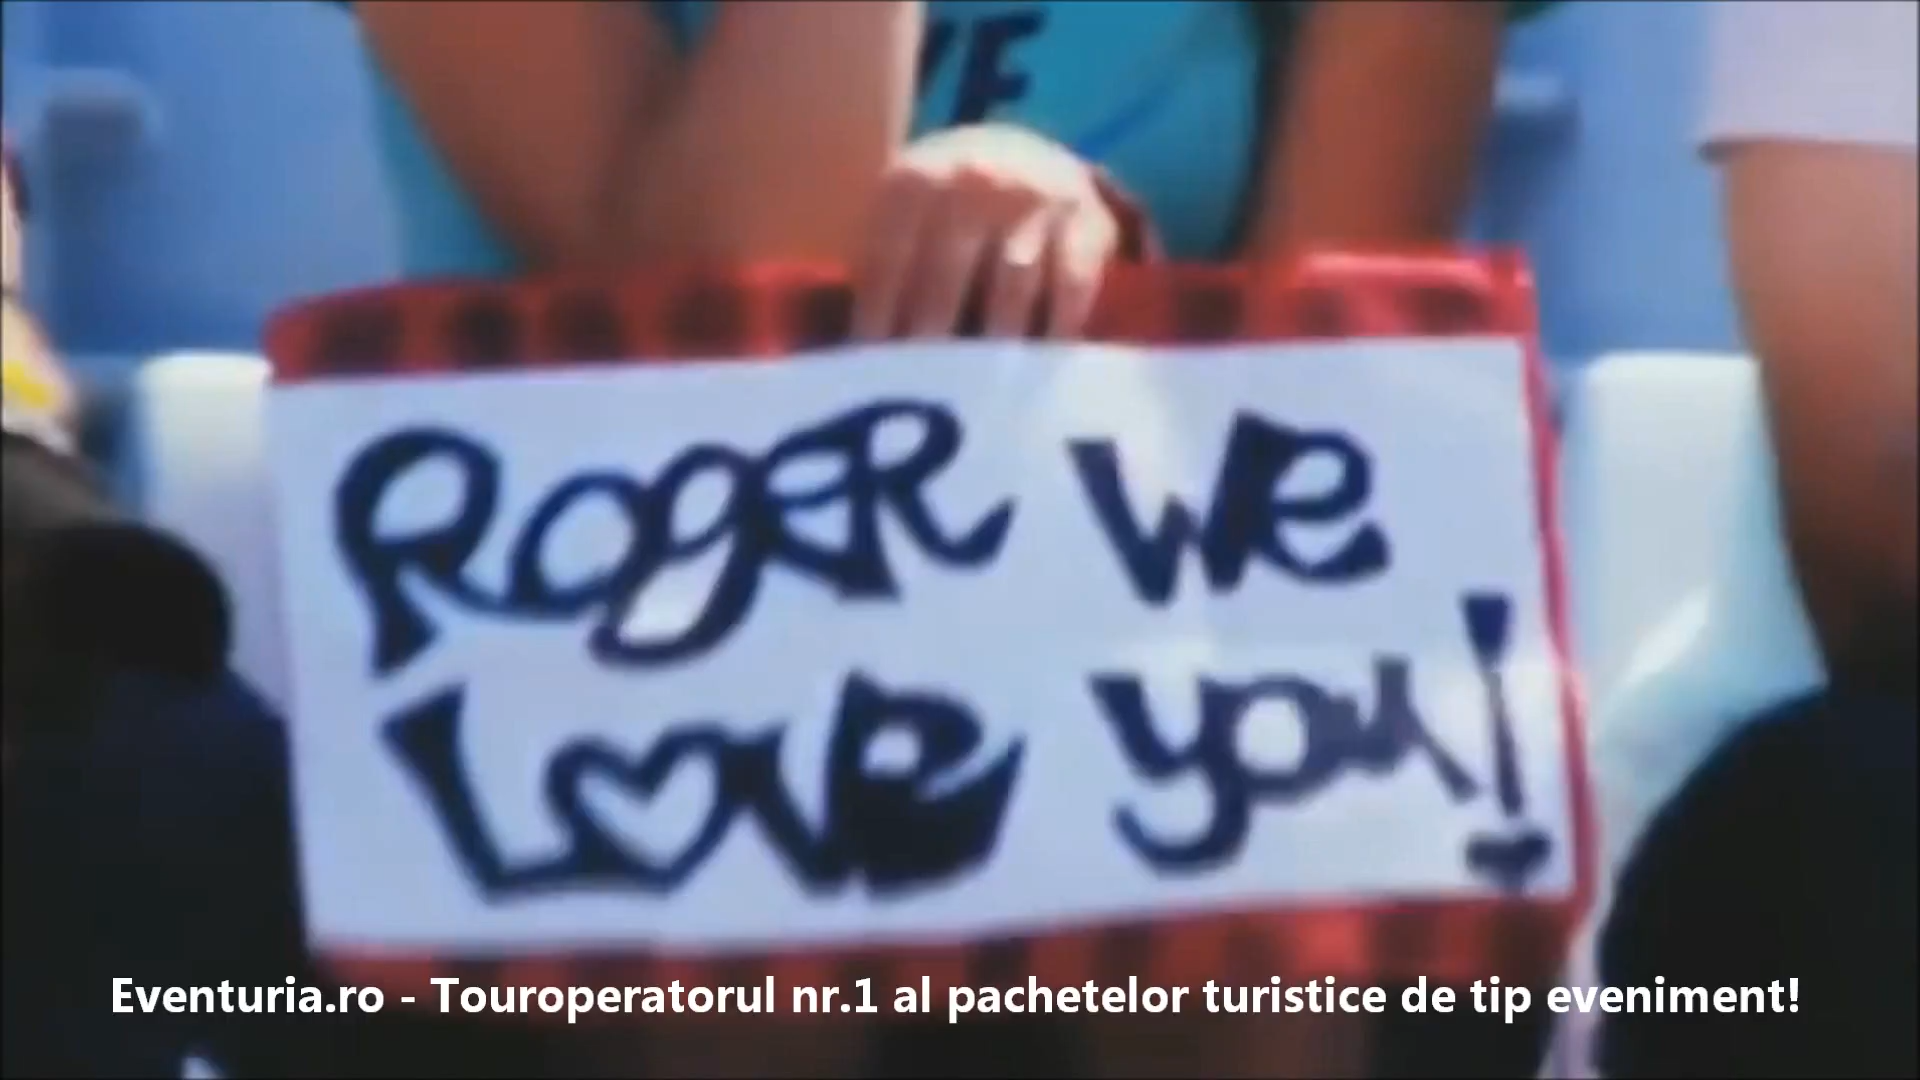 Roger We
Love you!
Eventuria.ro - Touroperatorul nr.1 al pachetelor turistice de tip eveniment!